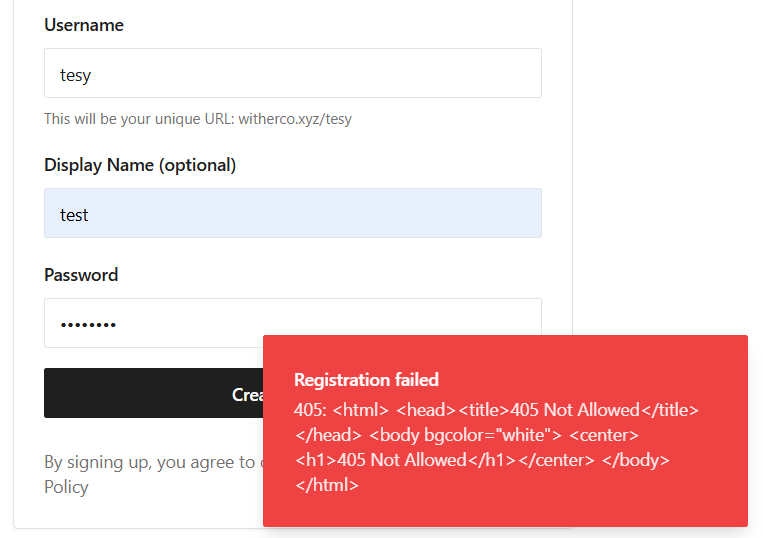 Username
tesy
This will be your unique URL: witherco.xyz/tesy
Display Name (optional)
test
Password
••••••••
Crea
Registration failed
405: <html> <head><title>405 Not Allowed</title>
</head> <body bgcolor="white"> <center>
<h1>405 Not Allowed</h1></center> </body>
</html>
By signing up, you agree to
Policy